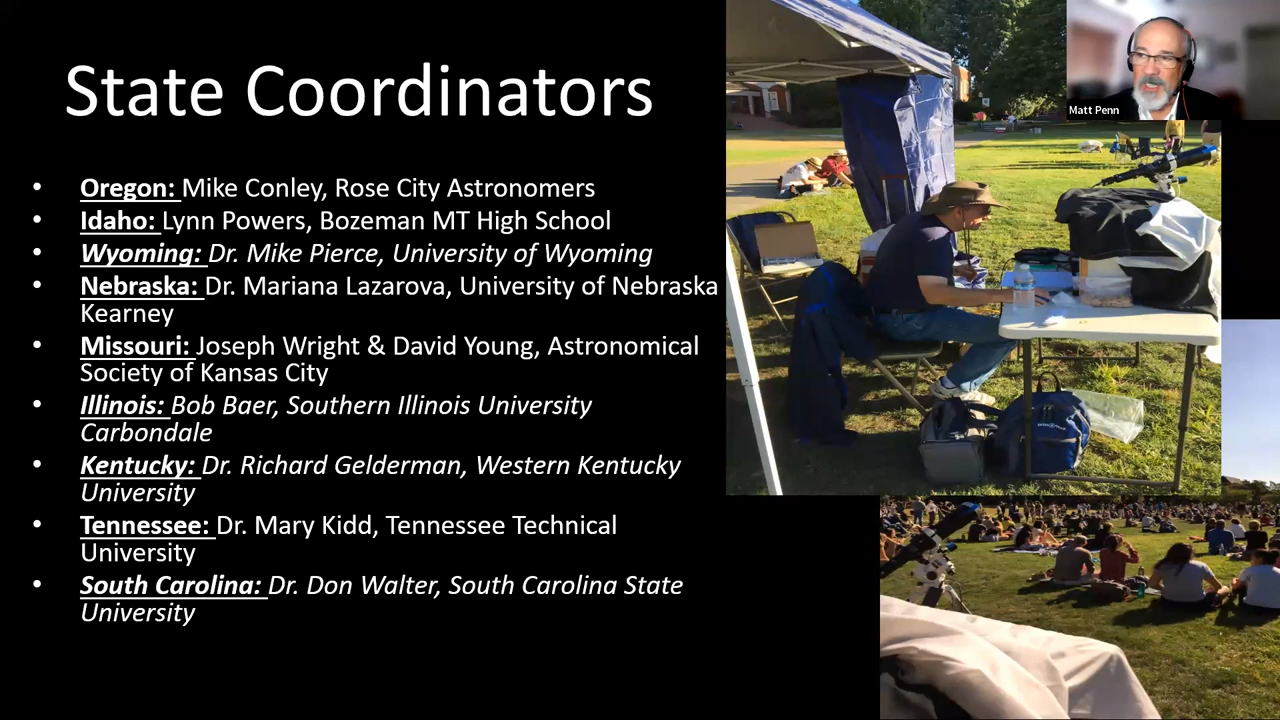 State Coordinators
Matt Penn
• Oregon: Mike Conley, Rose City Astronomers
• Idaho: Lynn Powers, Bozeman MT High School
• Wyoming: Dr. Mike Pierce, University of Wyoming
• Nebraska: Dr. Mariana Lazarova, University of Nebraska
Kearney
• Missouri: Joseph Wright & David Young, Astronomical
Society of Kansas City
• Illinois: Bob Baer, Southern Illinois University
Carbondale
• Kentucky: Dr. Richard Gelderman, Western Kentucky
University
• Tennessee: Dr. Mary Kidd, Tennessee Technical
University
• South Carolina: Dr. Don Walter, South Carolina State
University